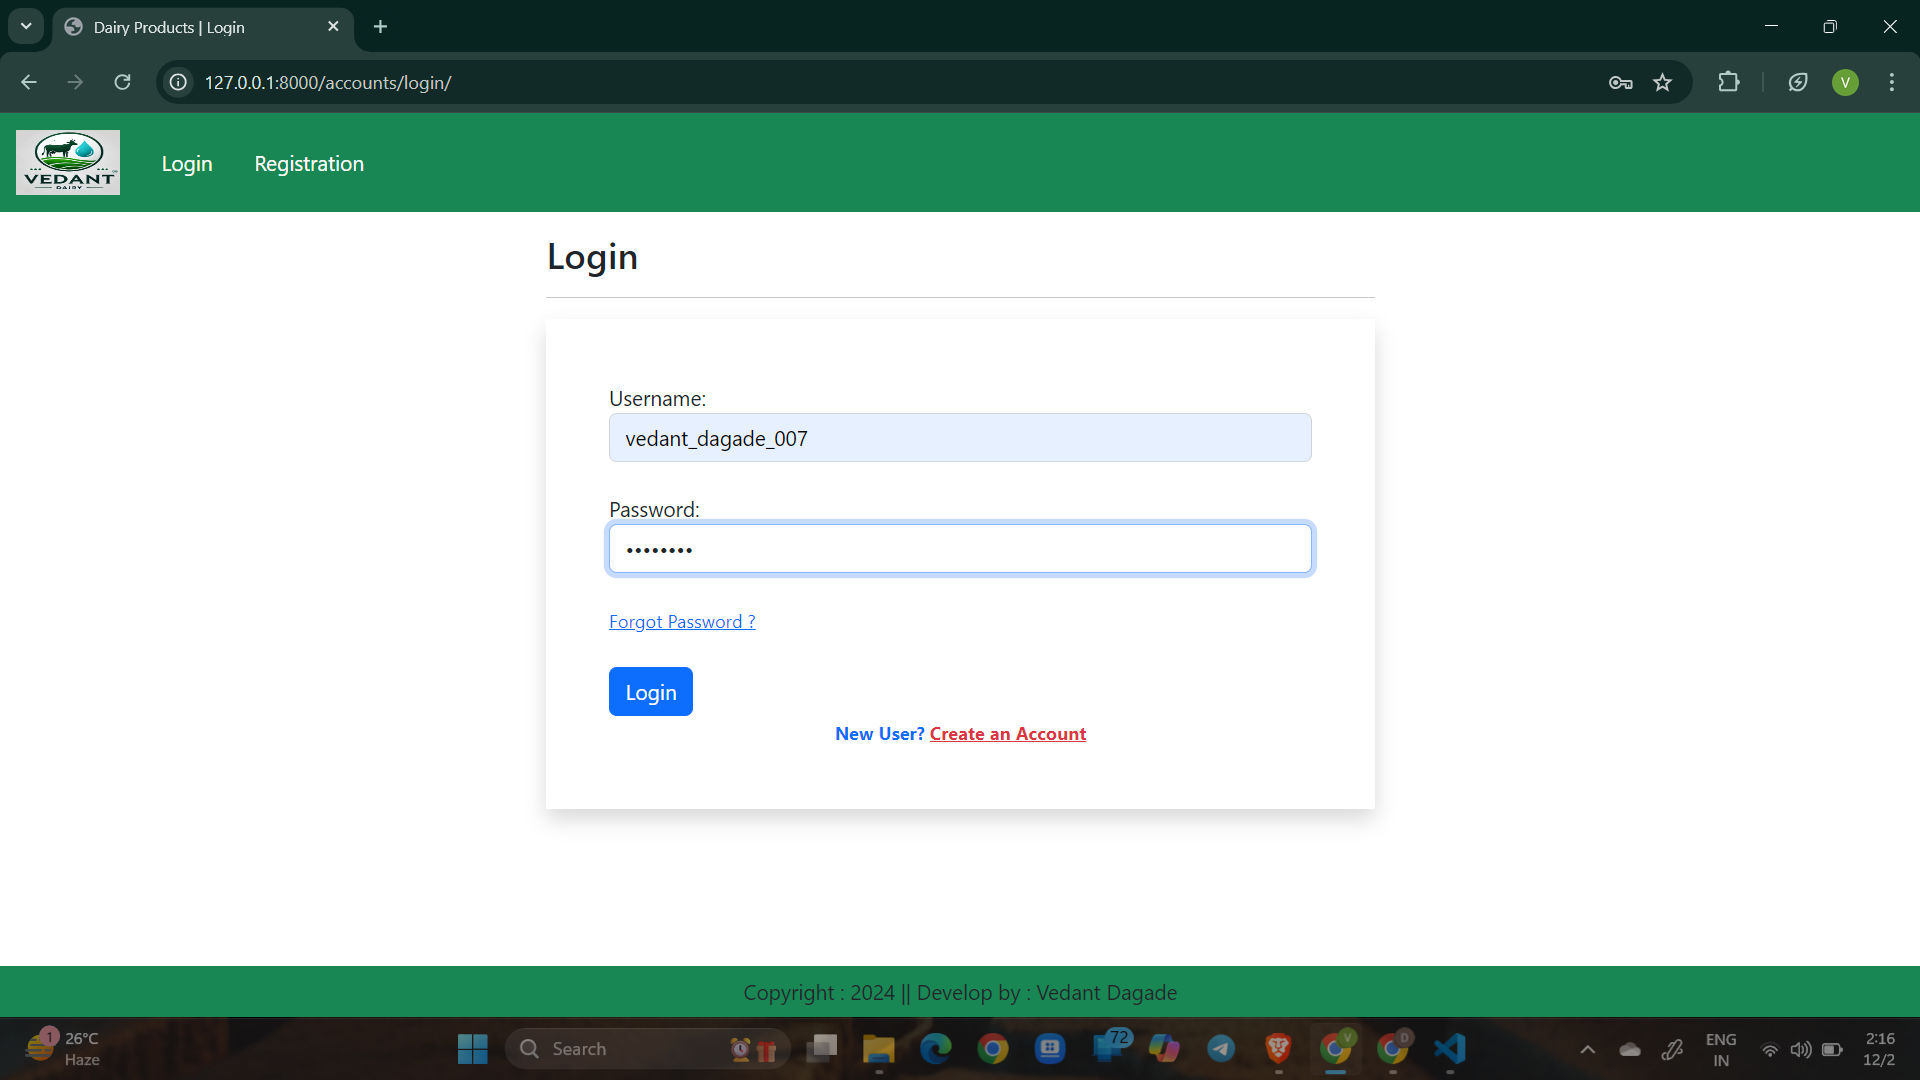 Dairy Products | Login
127.0.0.1:8000/accounts/login/
V
VEDANT
DAIRY
Login
Registration
Login
Username:
vedant_dagade_007
Password:
Forgot Password ?
Login
New User? Create an Account
Copyright : 2024 || Develop by : Vedant Dagade
1
26°C
Haze
Search
72
V
D
ENG
IN
2:16
12/2